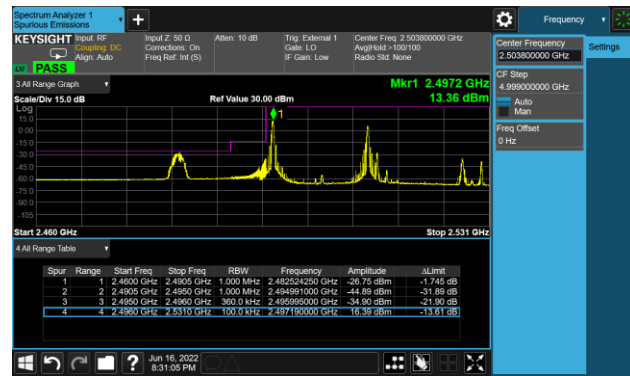 Spectrum Analyzer 1
Spurious Emissions
+
Frequency
KEYSIGHT
Input: RF
Coupling: DC
Align: Auto
Input Z: 50 Ω
Corrections: On
Freq Ref: Int (S)
Atten: 10 dB
Trig: External 1
Gate: LO
IF Gain: Low
Center Freq: 2.503800000 GHz
Avg|Hold >100/100
Radio Std: None
PASS
Center Frequency
2.503800000 GHz
Settings
CF Step
4.999000000 GHz
Auto
Man
Freq Offset
0 Hz
3 All Range Graph
Mkr1 2.4972 GHz
Scale/Div 15.0 dB
Ref Value 30.00 dBm
13.36 dBm
Log
15.0
0.00
-15.0
-30.0
-45.0
-60.0
-75.0
-90.0
-105
1
Start 2.460 GHz
Stop 2.531 GHz
4 All Range Table
Spur Range Start Freq Stop Freq RBW Frequency Amplitude ΔLimit
1 1 2.4600 GHz 2.4905 GHz 1.000 MHz 2.482524250 GHz -26.75 dBm -1.745 dB
2 2 2.4905 GHz 2.4950 GHz 1.000 MHz 2.494991000 GHz -44.89 dBm -31.89 dB
3 3 2.4950 GHz 2.4960 GHz 360.0 kHz 2.495995000 GHz -34.90 dBm -21.90 dB
4 4 2.4960 GHz 2.5310 GHz 100.0 kHz 2.497190000 GHz 16.39 dBm -13.61 dB
?
Jun 16, 2022
8:31:05 PM